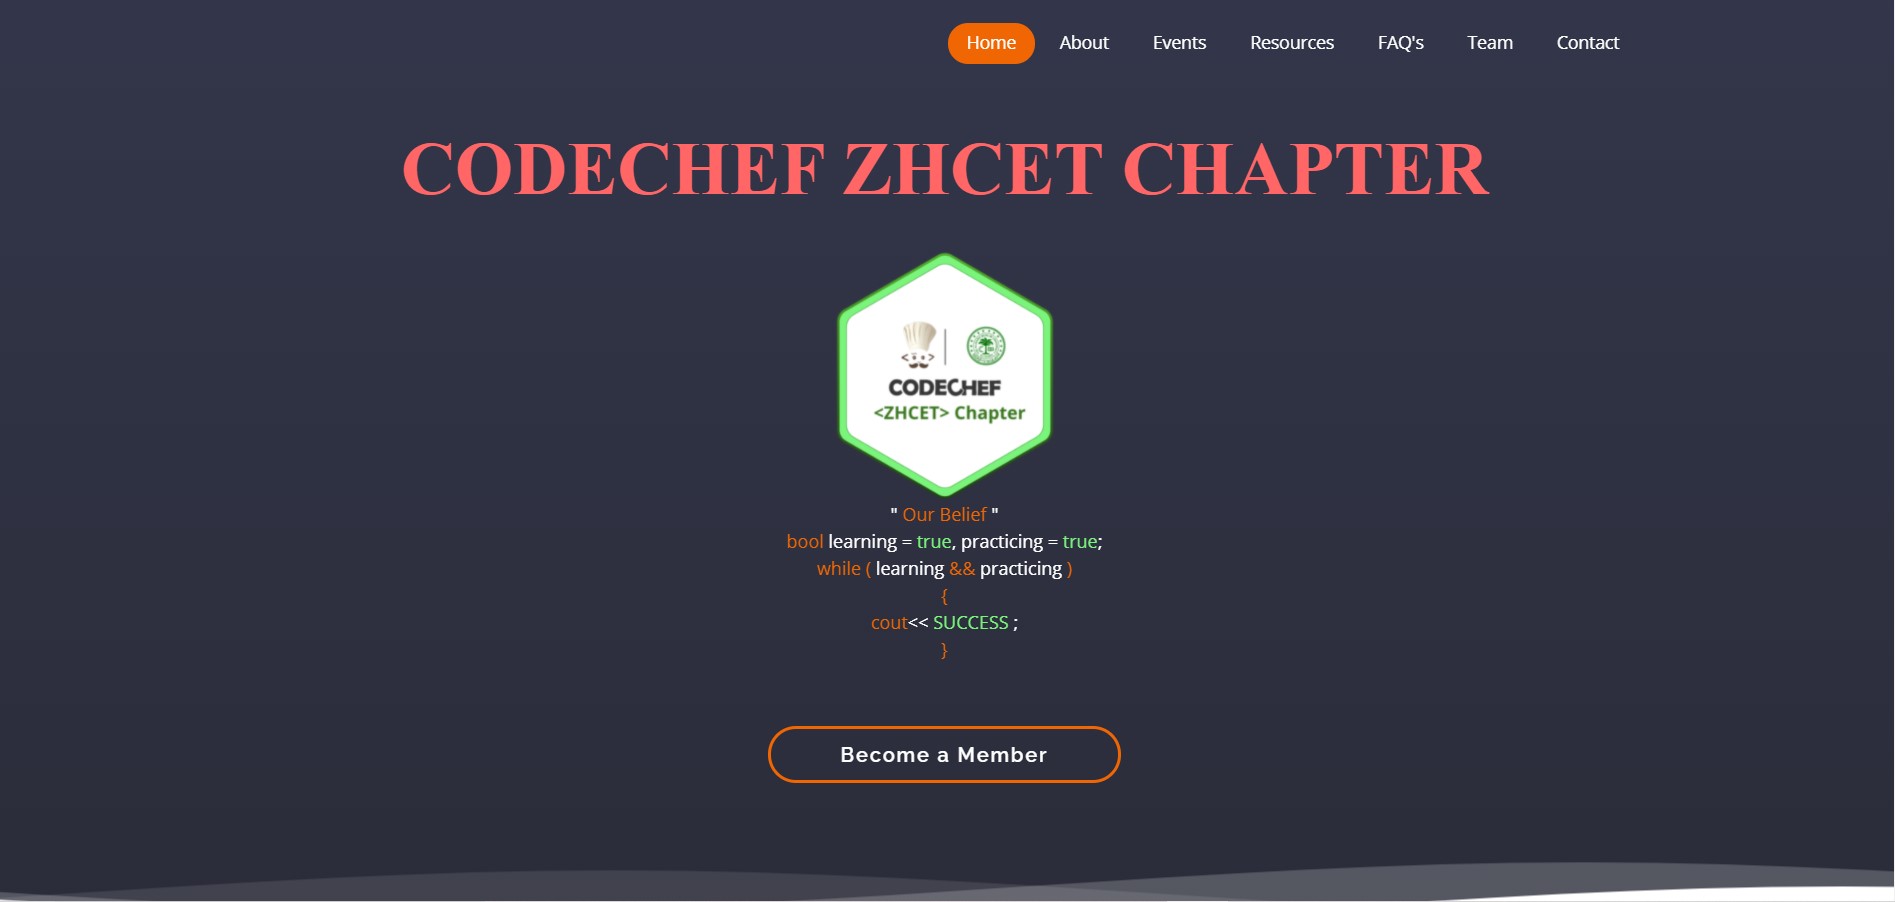 Home About Events Resources FAQ's Team Contact
CODECHEF ZHCET CHAPTER
CODECHEF
<ZHCET> Chapter
" Our Belief "
bool learning = true, practicing = true;
while ( learning && practicing )
{
cout<< SUCCESS ;
}
Become a Member